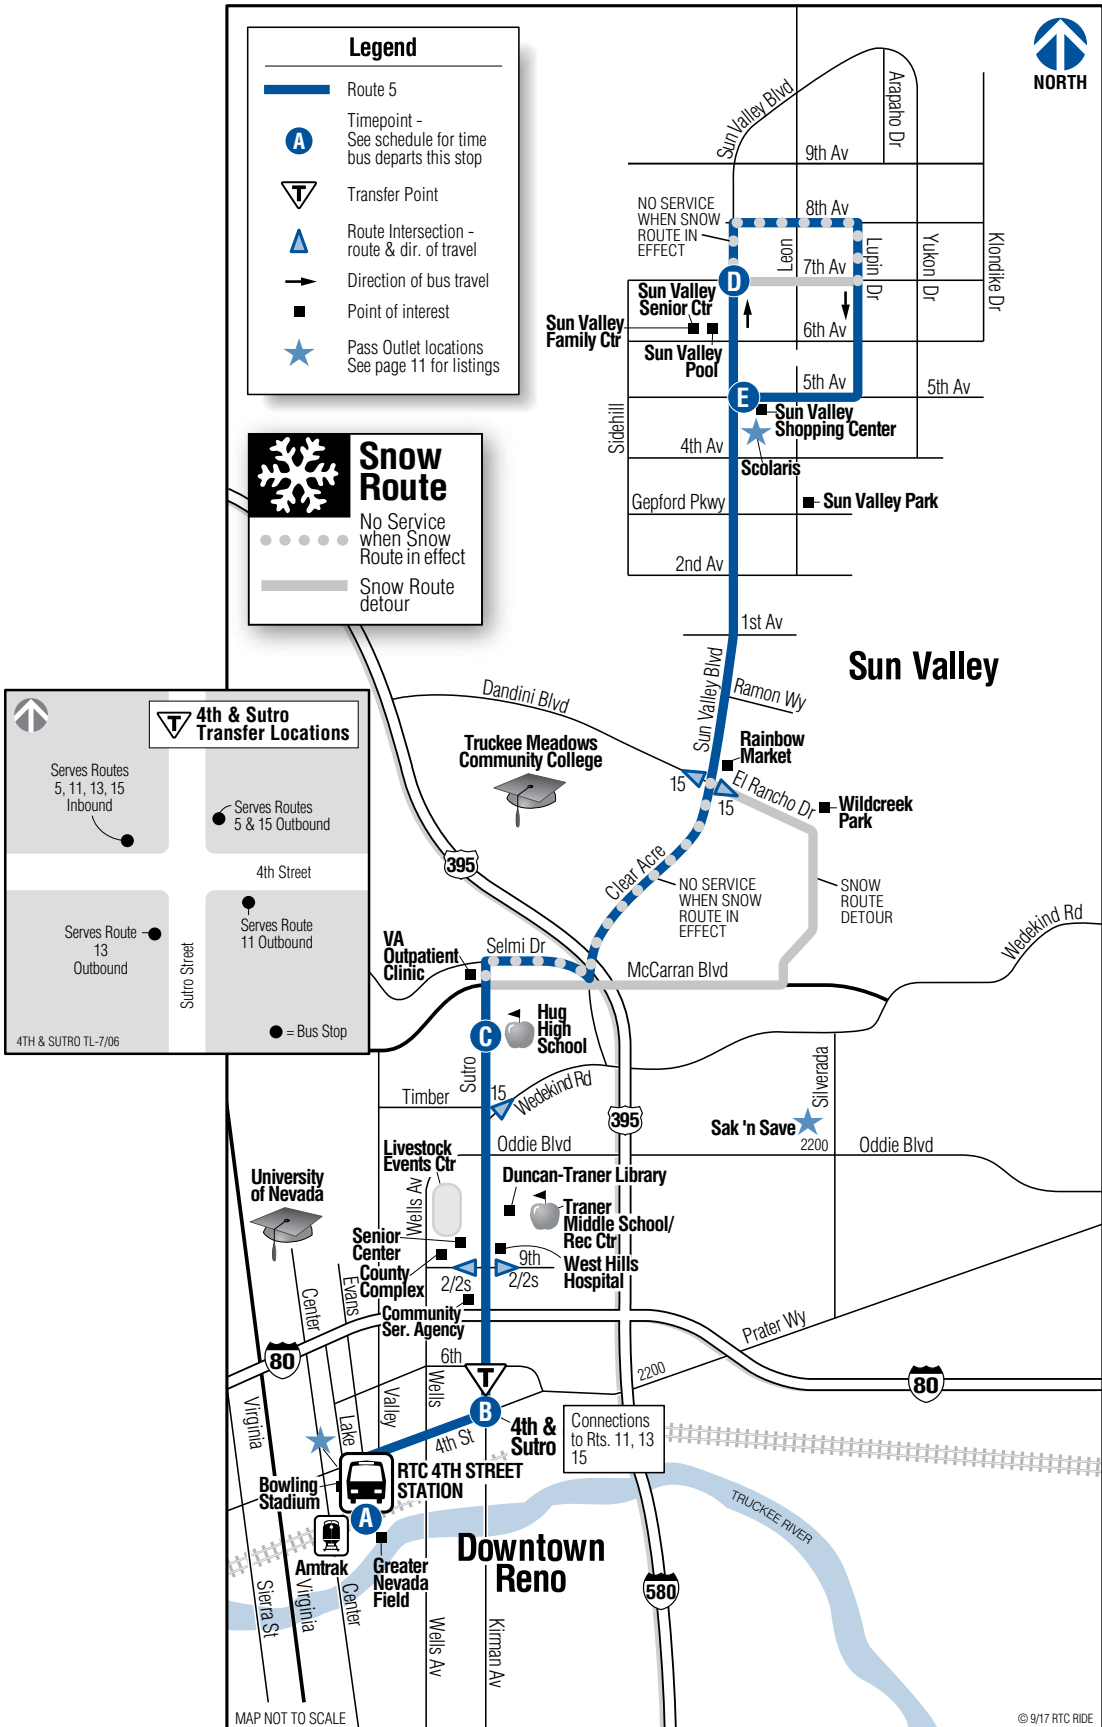 Legend
Route 5
A
Timepoint -
See schedule for time
bus departs this stop
T
Transfer Point
Route Intersection -
route & dir. of travel
Direction of bus travel
Point of interest
Pass Outlet locations
See page 11 for listings
Snow
Route
No Service
when Snow
Route in effect
Snow Route
detour
NORTH
Sun Valley Blvd
Arapaho Dr
9th Av
NO SERVICE
WHEN SNOW
ROUTE IN
EFFECT
8th Av
Leon
Lupin Dr
Yukon Dr
Klondike Dr
7th Av
D
Sun Valley
Senior Ctr
Sun Valley
Family Ctr
6th Av
Sun Valley
Pool
5th Av
5th Av
E
Sun Valley
Shopping Center
Sidehill
4th Av
Scolaris
Gepford Pkwy
Sun Valley Park
2nd Av
1st Av
Sun Valley
Sun Valley Blvd
Ramon Wy
Dandini Blvd
Truckee Meadows
Community College
Rainbow
Market
15
15
El Rancho Dr
Wildcreek
Park
395
Clear Acre
NO SERVICE
WHEN SNOW
ROUTE IN
EFFECT
SNOW
ROUTE
DETOUR
Wedekind Rd
VA
Outpatient
Clinic
Selmi Dr
McCarran Blvd
C
Hug
High
School
Sutro
Timber
15
Wedekind Rd
395
Silverada
Sak 'n Save
2200
Oddie Blvd
Oddie Blvd
Livestock
Events Ctr
Duncan-Traner Library
University
of Nevada
Wells Av
Traner
Middle School/
Rec Ctr
Senior
Center
County
Complex
9th
2/2s
2/2s
West Hills
Hospital
Community
Ser. Agency
Center
Evans
Prater Wy
80
6th
T
2200
80
Virginia
Lake
Valley
Wells
B
4th &
Sutro
4th St
Connections
to Rts. 11, 13
15
RTC 4TH STREET
STATION
Bowling
Stadium
A
Amtrak
Greater
Nevada
Field
Downtown
Reno
TRUCKEE RIVER
580
Sierra St
Virginia
Center
Wells Av
Kirman Av
MAP NOT TO SCALE
© 9/17 RTC RIDE
T
4th & Sutro
Transfer Locations
Serves Routes
5, 11, 13, 15
Inbound
Serves Routes
5 & 15 Outbound
4th Street
Serves Route
13
Outbound
Serves Route
11 Outbound
Sutro Street
= Bus Stop
4TH & SUTRO TL-7/06